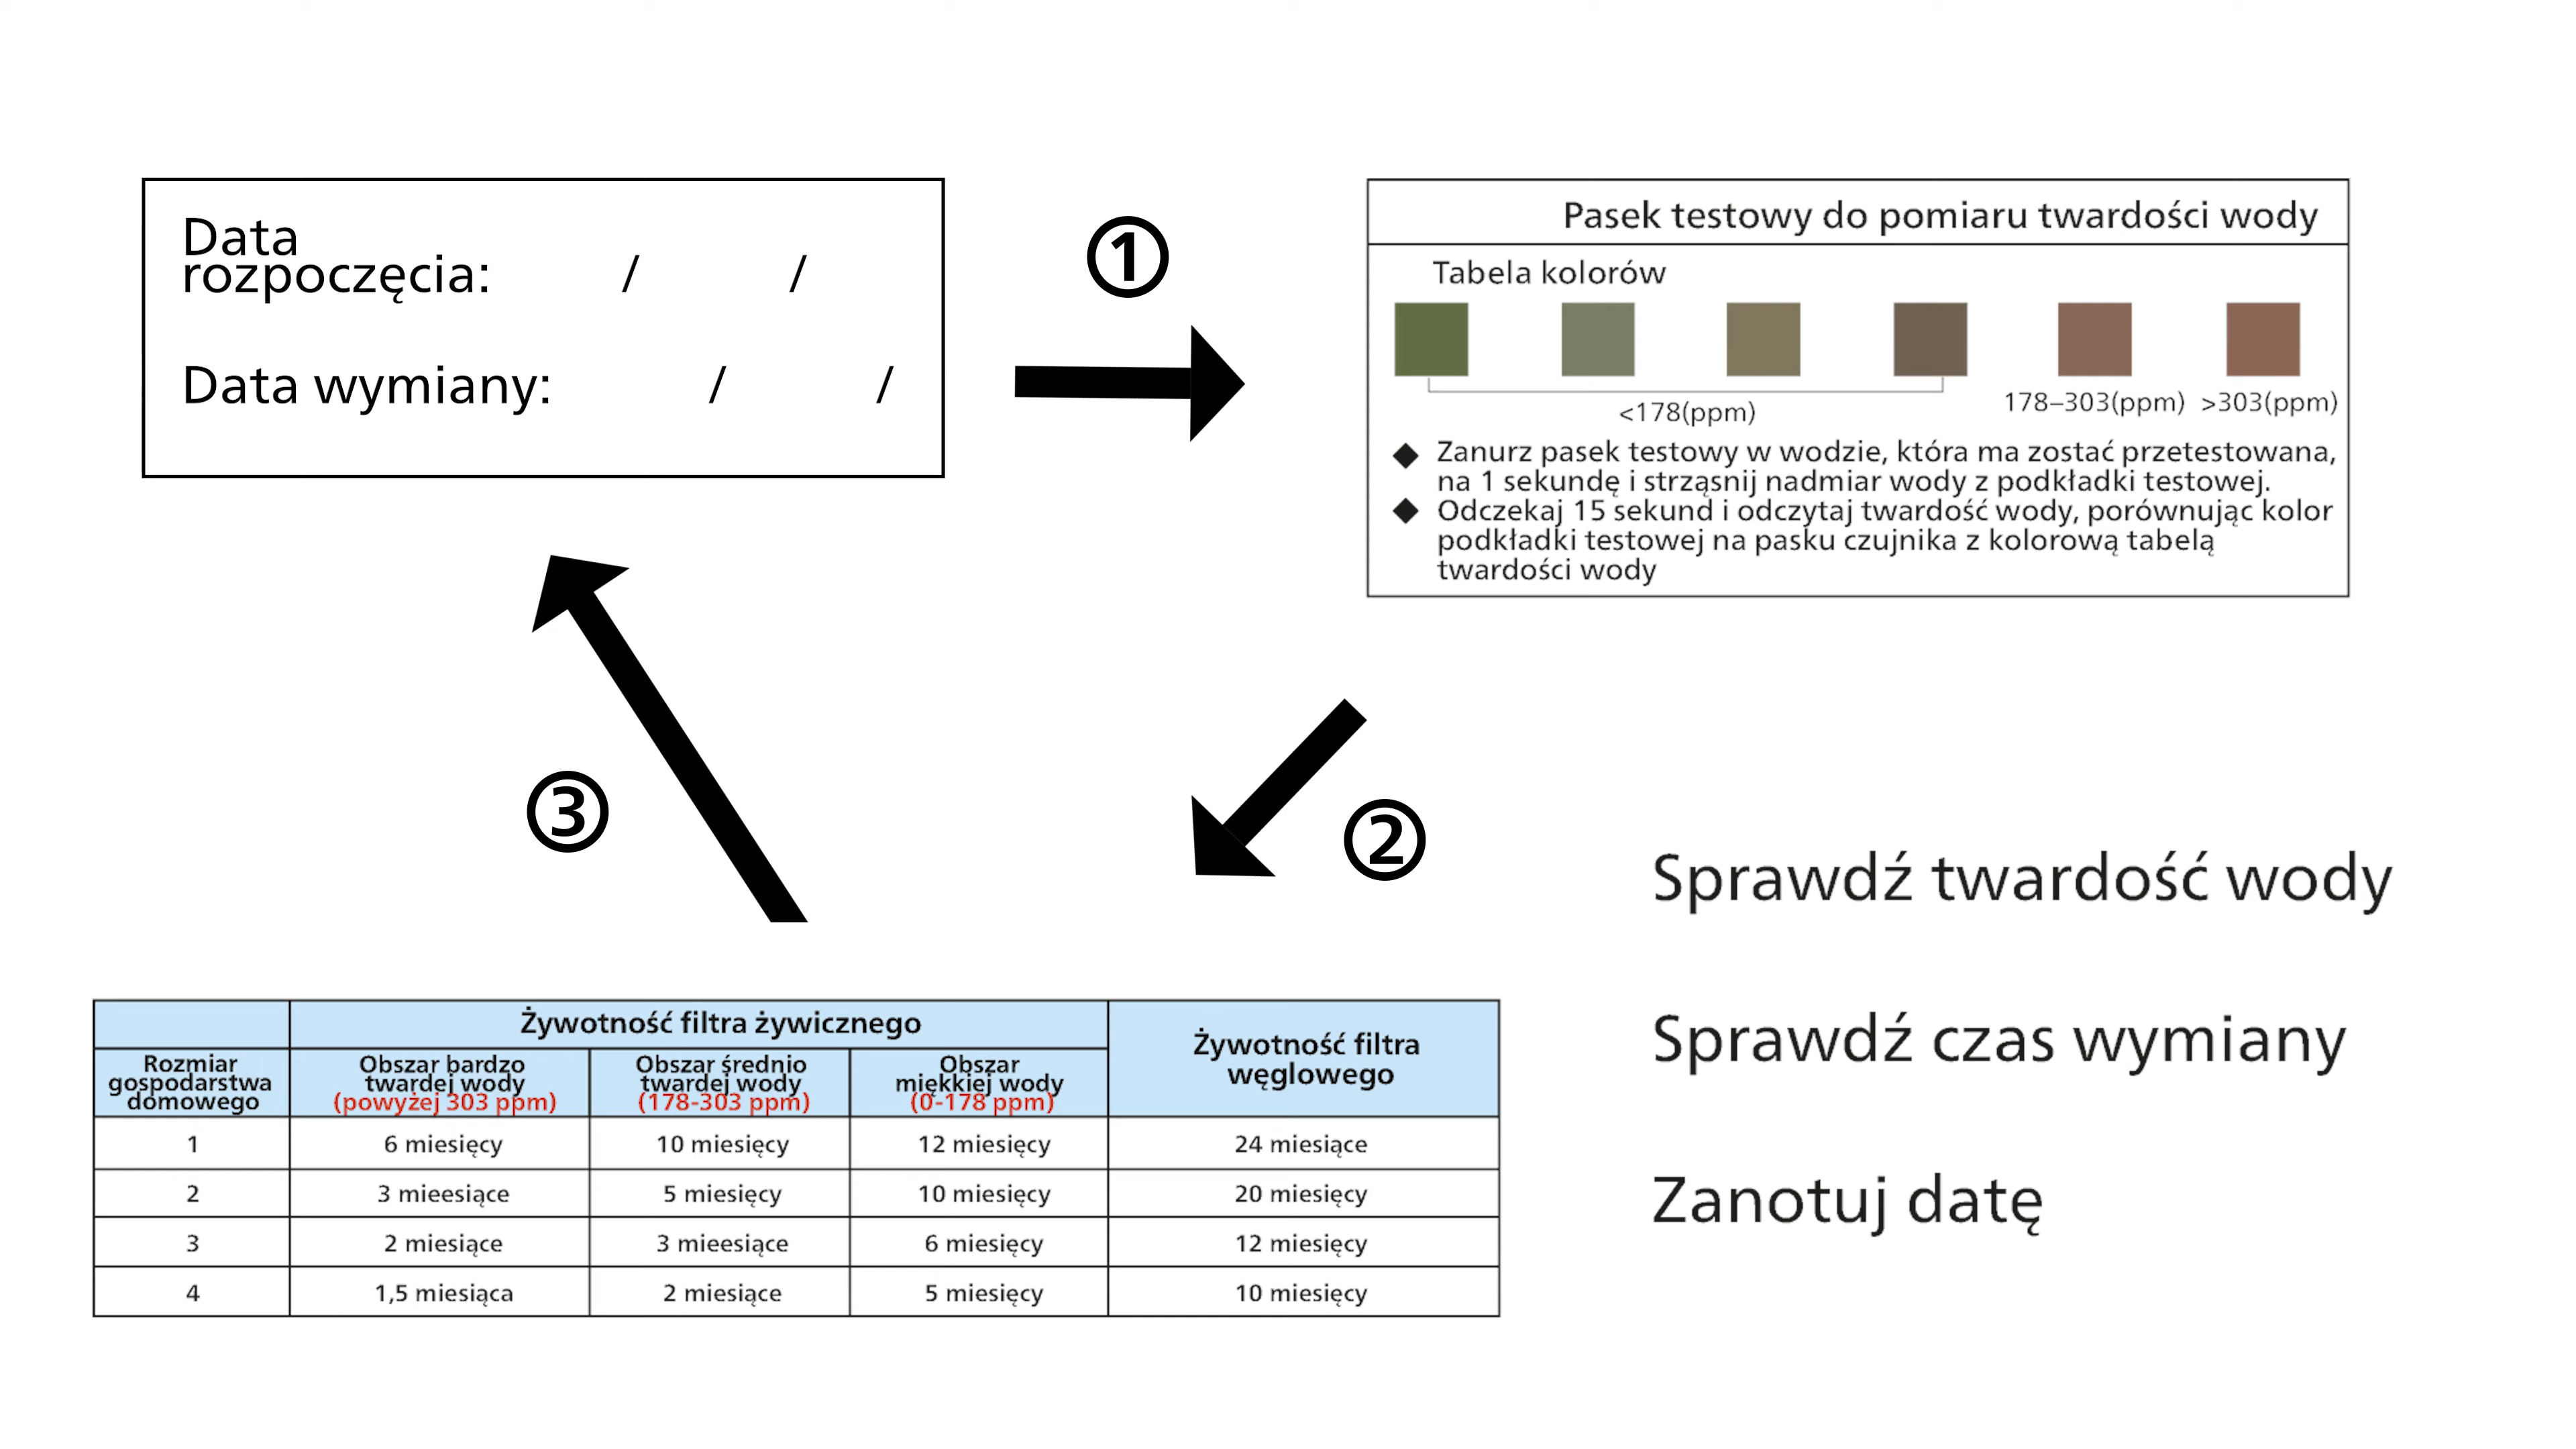 Data
rozpoczęcia: / /
Data wymiany: / /
①
Pasek testowy do pomiaru twardości wody
Tabela kolorów
<178(ppm)
178–303(ppm) >303(ppm)
◆ Zanurz pasek testowy w wodzie, która ma zostać przetestowana,
na 1 sekundę i strząsnij nadmiar wody z podkładki testowej.
◆ Odczekaj 15 sekund i odczytaj twardość wody, porównując kolor
podkładki testowej na pasku czujnika z kolorową tabelą
twardości wody
②
③
Sprawdź twardość wody
Sprawdź czas wymiany
Zanotuj datę
Żywotność filtra żywicznego
Żywotność filtra
węglowego
Rozmiar
gospodarstwa
domowego
Obszar bardzo
twardej wody
(powyżej 303 ppm)
Obszar średnio
twardej wody
(178-303 ppm)
Obszar
miękkiej wody
(0-178 ppm)
1 6 miesięcy 10 miesięcy 12 miesięcy 24 miesiące
2 3 mieesiące 5 miesięcy 10 miesięcy 20 miesięcy
3 2 miesiące 3 mieesiące 6 miesięcy 12 miesięcy
4 1,5 miesiąca 2 miesiące 5 miesięcy 10 miesięcy